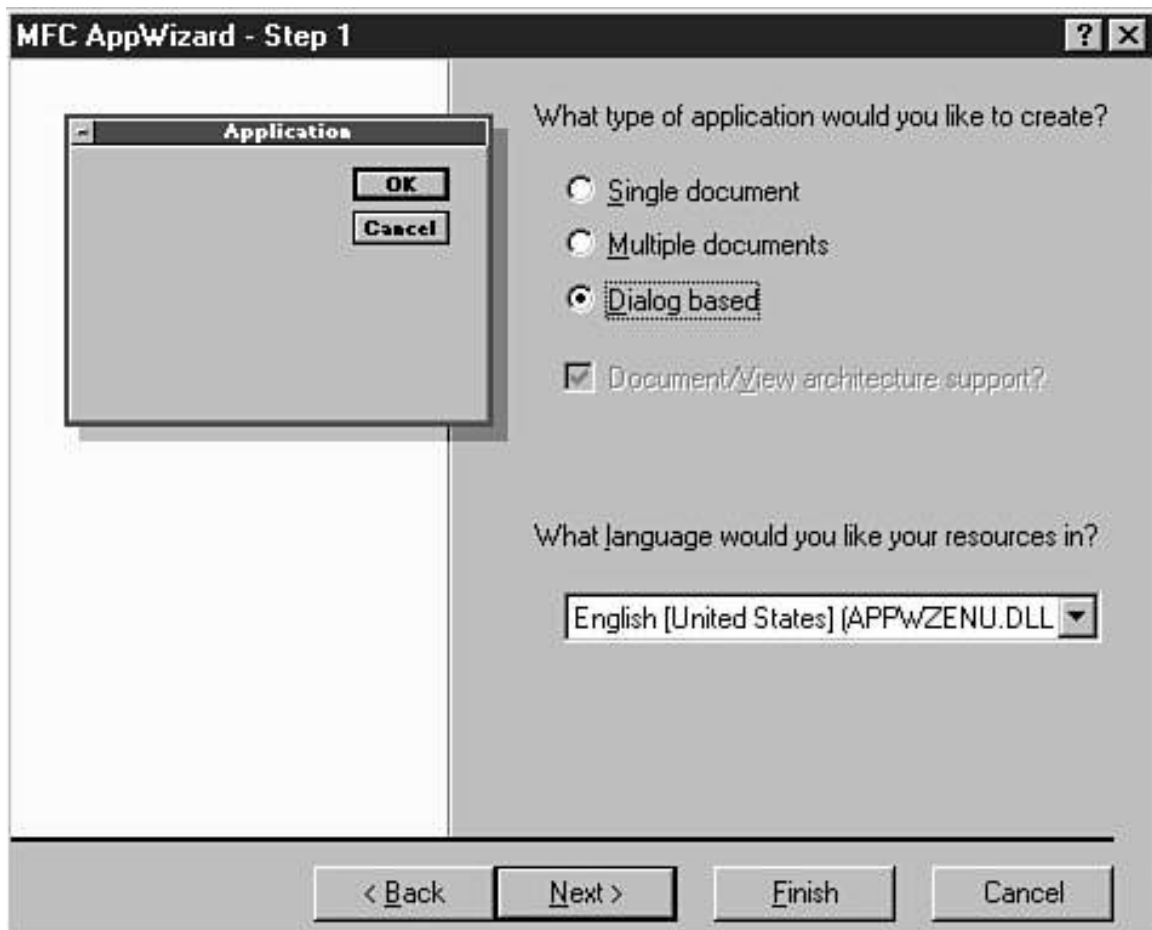 MFC AppWizard - Step 1
Application
OK
Cancel
What type of application would you like to create?
Single document
Multiple documents
Dialog based
Document/View architecture support?
What language would you like your resources in?
English [United States] (APPWZENU.DLL
< Back
Next >
Finish
Cancel